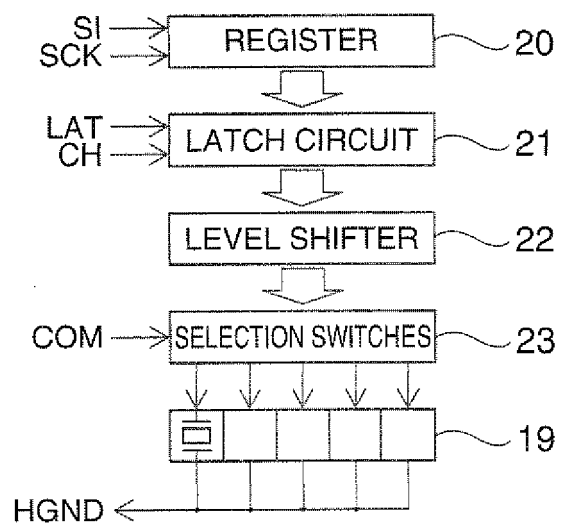 SI
SCK
REGISTER
20
LAT
CH
LATCH CIRCUIT
21
LEVEL SHIFTER
22
COM
SELECTION SWITCHES
23
19
HGND